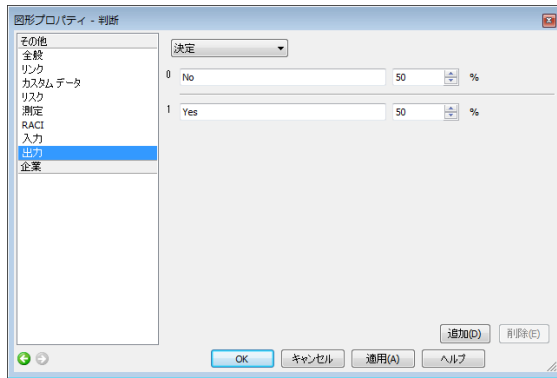 図形プロパティ - 判断
その他
全般
リンク
カスタム データ
リスク
測定
RACI
入力
出力
企業
決定
0 No 50 %
1 Yes 50 %
追加(D) 削除(E)
OK キャンセル 適用(A) ヘルプ